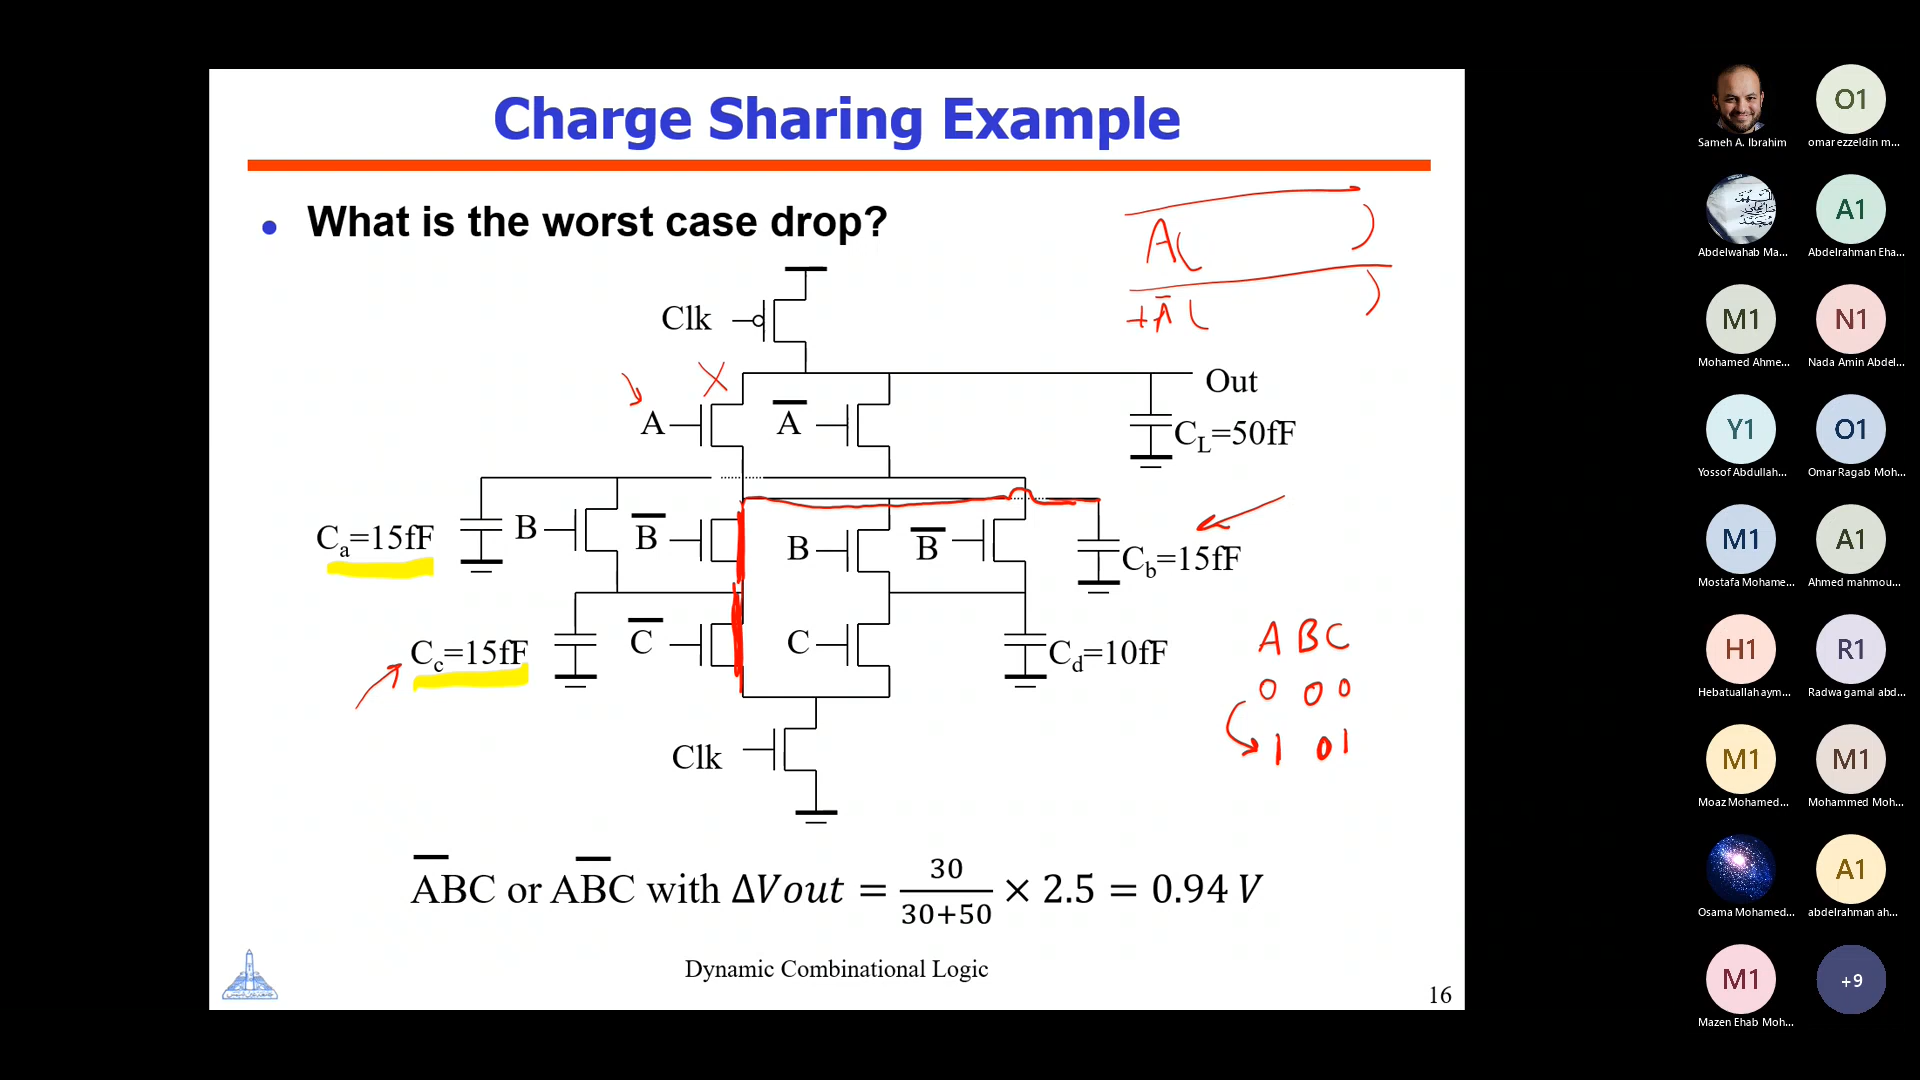 Charge Sharing Example
• What is the worst case drop?
A( )
+Ā( )
Clk
X
Out
A
A̅
C_L=50fF
C_a=15fF
B
B̅
B
B̅
C_b=15fF
C_c=15fF
C̅
C
C_d=10fF
A B C
0 0 0
1 0 1
Clk
A̅BC or AB̅C with ΔVout = 30/(30+50) × 2.5 = 0.94 V
Dynamic Combinational Logic
16
Sameh A. Ibrahim
O1
omar ezzeldin m...
Abdelwahab Ma...
A1
Abdelrahman Eha...
M1
Mohamed Ahme...
N1
Nada Amin Abdel...
Y1
Yossof Abdullah...
O1
Omar Ragab Moh...
M1
Mostafa Mohame...
A1
Ahmed mahmou...
H1
Hebatuallah aym...
R1
Radwa gamal abd...
M1
Moaz Mohamed...
M1
Mohammed Moh...
Osama Mohamed...
A1
abdelrahman ah...
M1
Mazen Ehab Moh...
+9